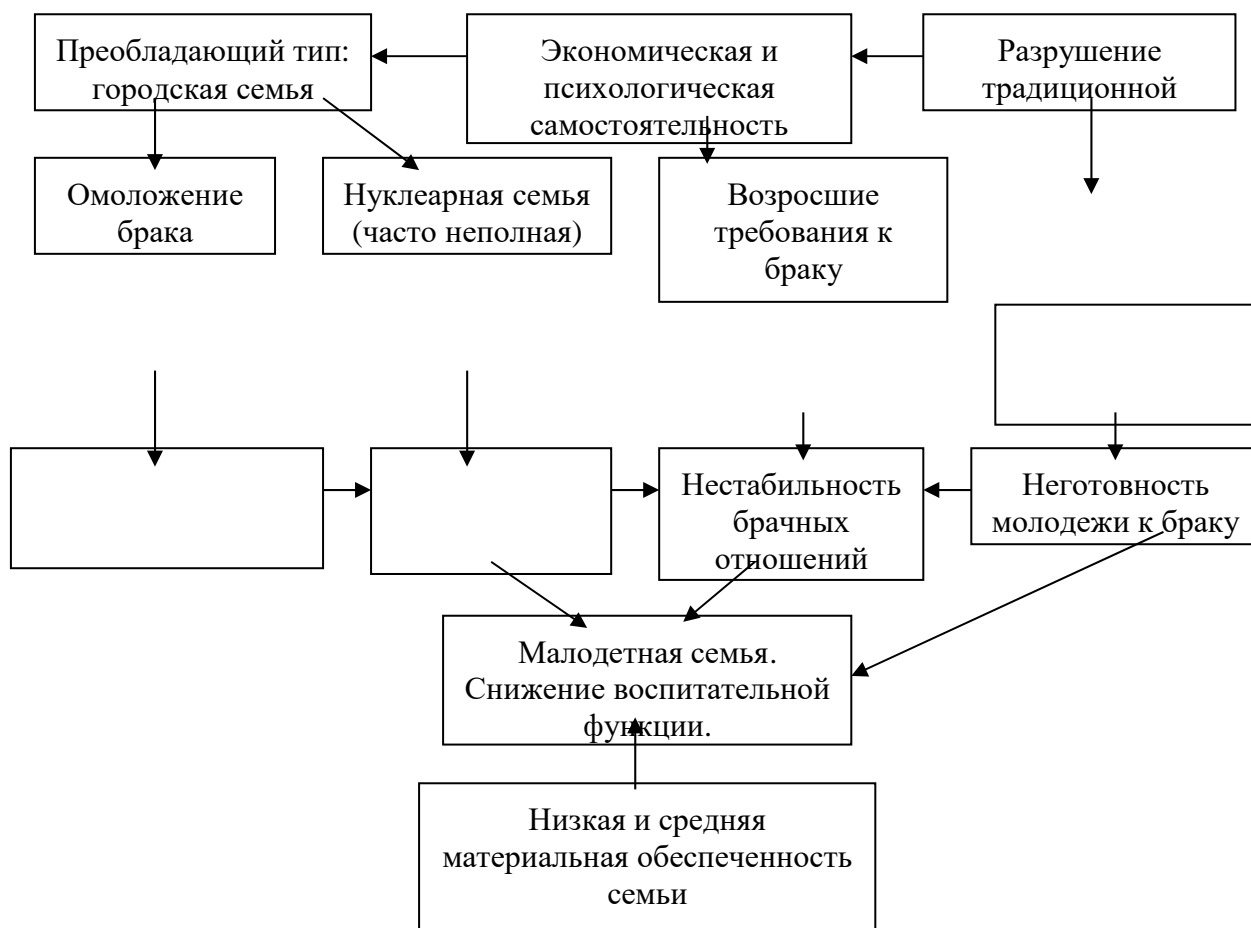 Преобладающий тип:
городская семья
Экономическая и
психологическая
самостоятельность
Разрушение
традиционной
Омоложение
брака
Нуклеарная семья
(часто неполная)
Возросшие
требования к
браку
Нестабильность
брачных
отношений
Неготовность
молодежи к браку
Малодетная семья.
Снижение воспитательной
функции.
Низкая и средняя
материальная обеспеченность
семьи